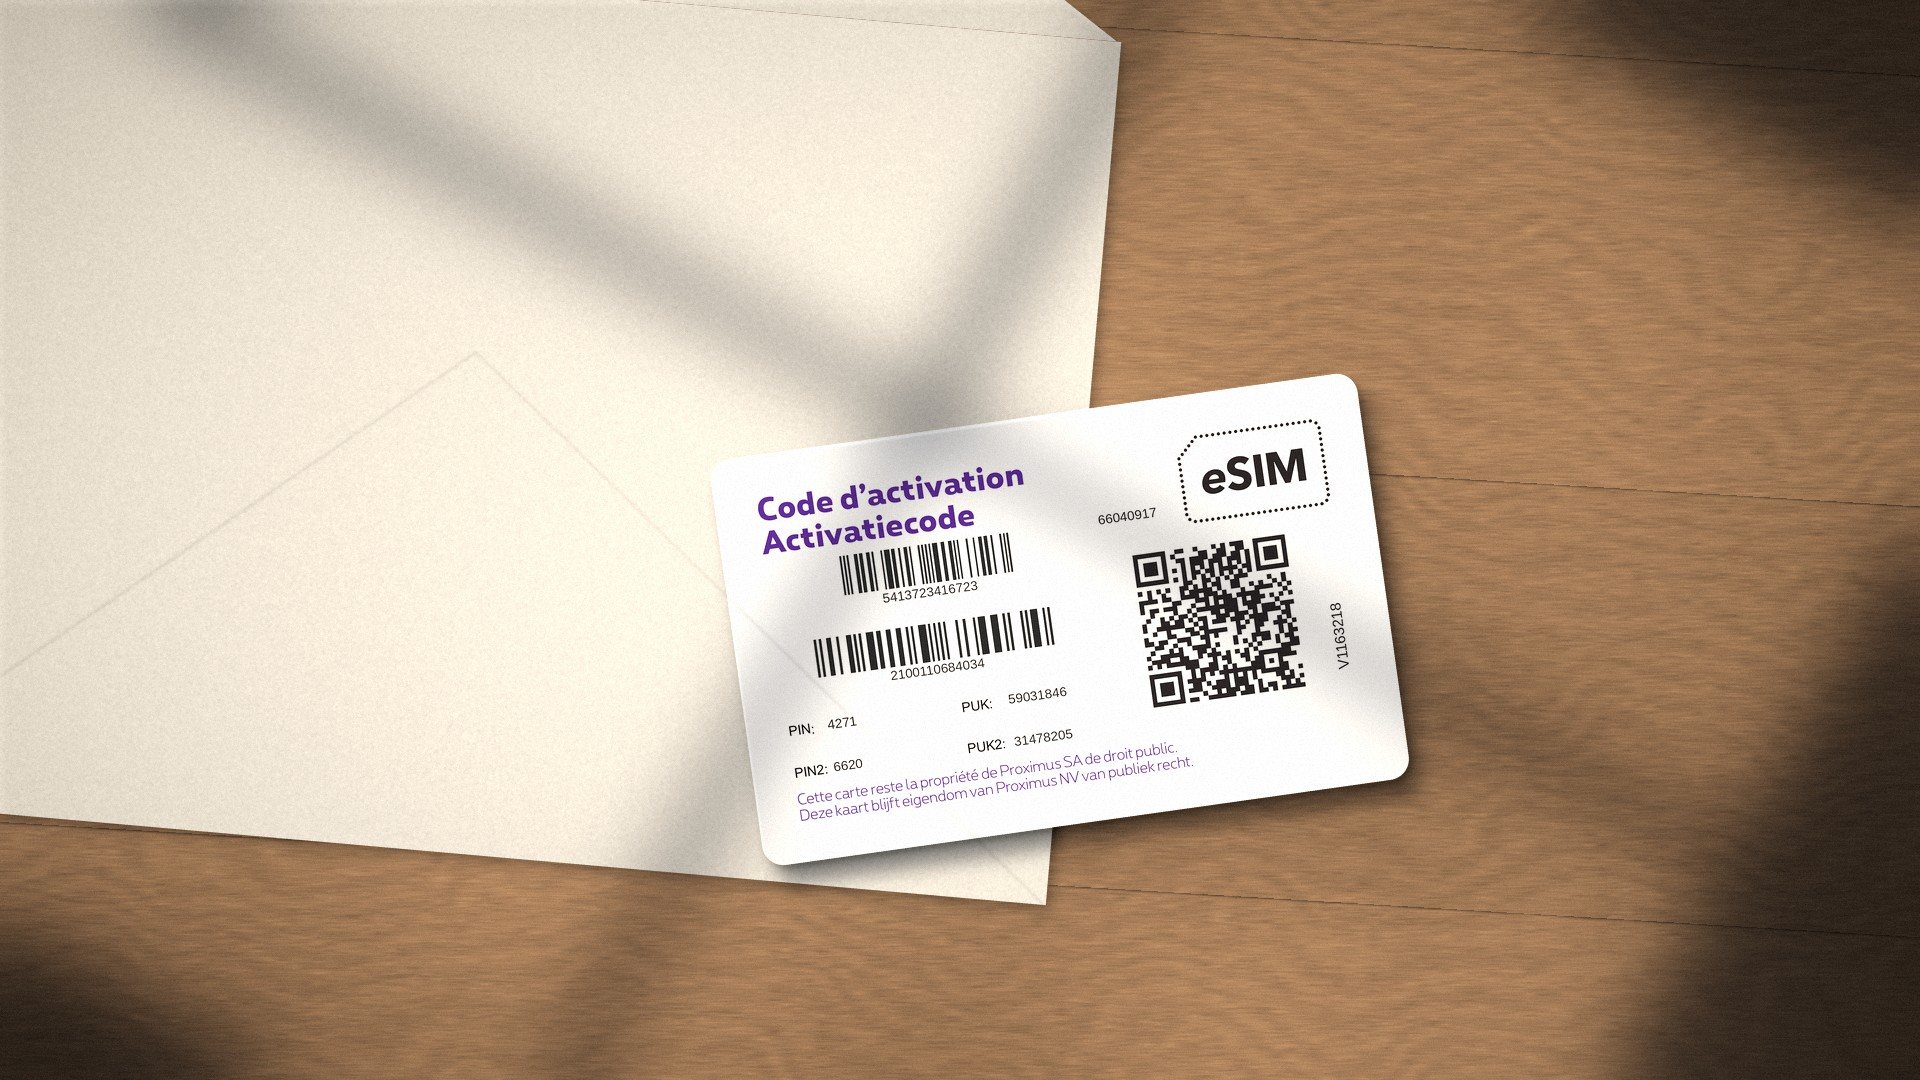 Code d'activation
Activatiecode
eSIM
66040917
5413723416723
2100110684034
V1163218
PIN: 4271
PUK: 59031846
PIN2: 6620
PUK2: 31478205
Cette carte reste la propriété de Proximus SA de droit public.
Deze kaart blijft eigendom van Proximus NV van publiek recht.